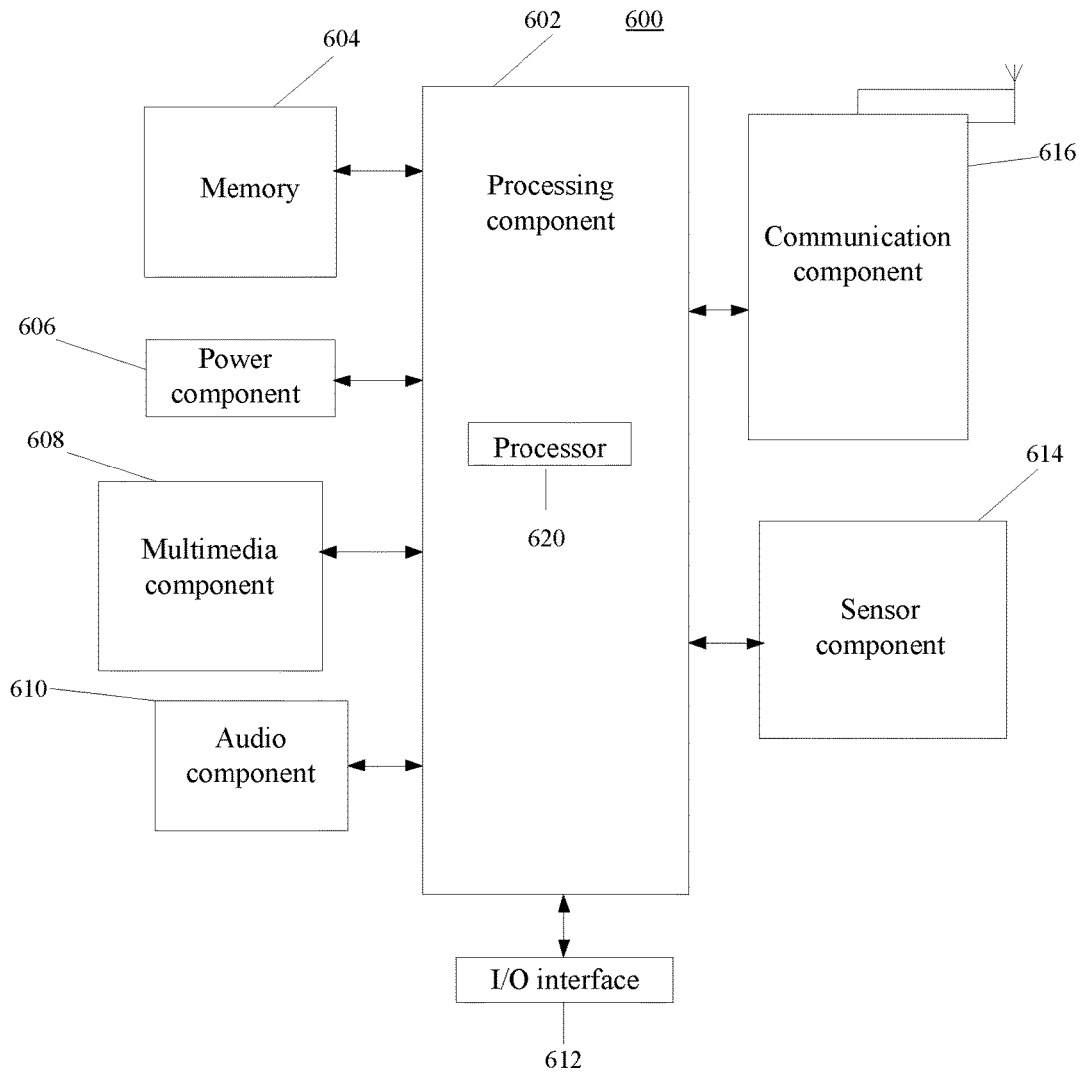 602
600
604
616
Memory
Processing
component
Communication
component
606
Power
component
608
Processor
614
620
Multimedia
component
Sensor
component
610
Audio
component
I/O interface
612